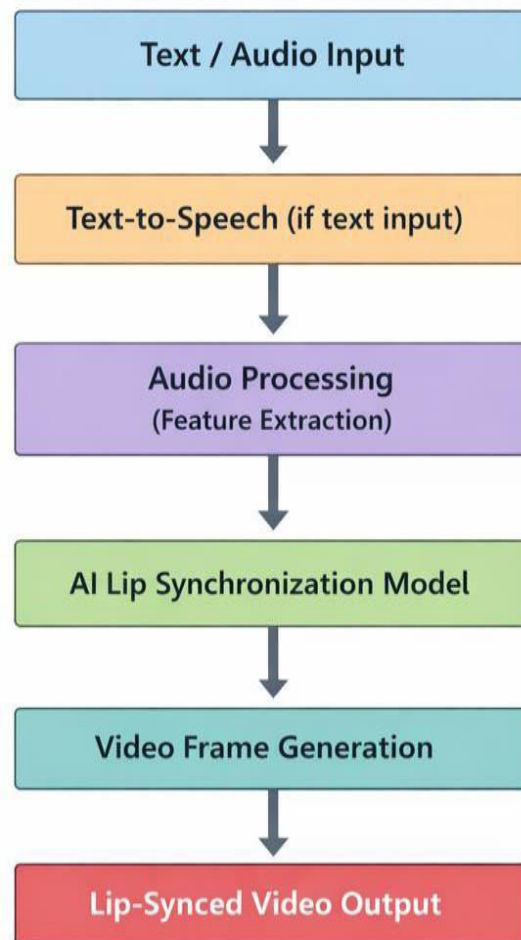 Text / Audio Input
Text-to-Speech (if text input)
Audio Processing
(Feature Extraction)
AI Lip Synchronization Model
Video Frame Generation
Lip-Synced Video Output